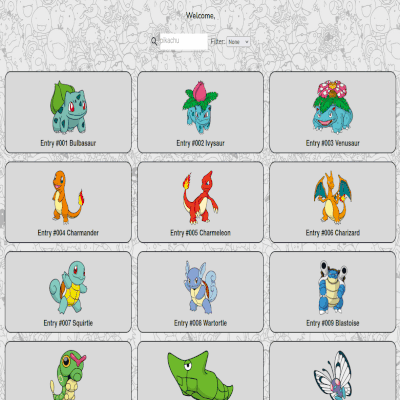 Welcome,
pikachu Filter: None
Entry #001 Bulbasaur Entry #002 Ivysaur Entry #003 Venusaur
Entry #004 Charmander Entry #005 Charmeleon Entry #006 Charizard
Entry #007 Squirtle Entry #008 Wartortle Entry #009 Blastoise